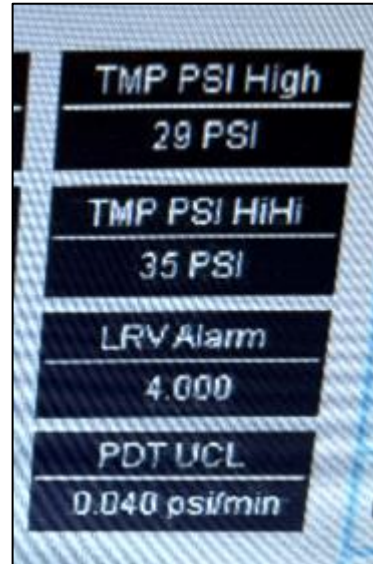 TMP PSI High
29 PSI
TMP PSI HiHi
35 PSI
LRV Alarm
4.000
PDT UCL
0.040 psi/min